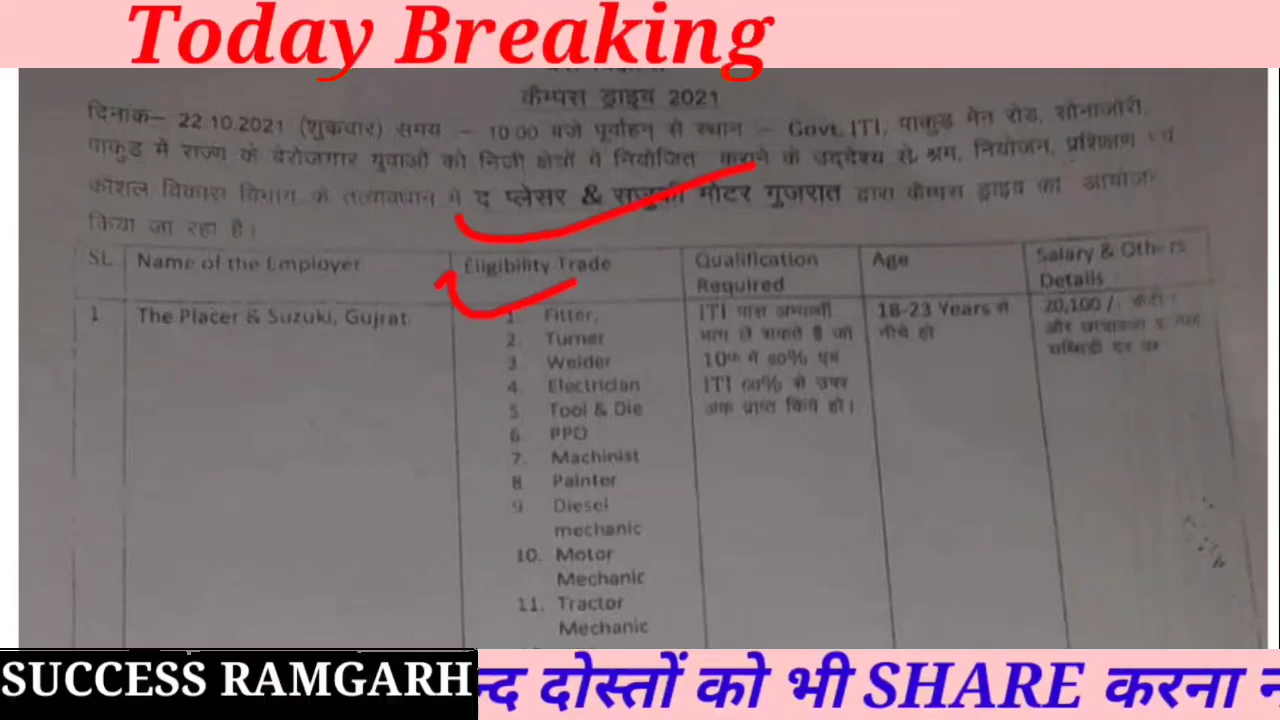 Today Breaking
कैम्पस ड्राइव 2021
दिनाक– 22.10.2021 (शुक्रवार) समय – 10:00 बजे पूर्वाहन से स्थान – Govt. ITI, पाकुड मेन रोड, सोनाजोरी,
पाकुड मे राज्य के बेरोजगार युवाओं को निजी क्षेत्रों में नियोजित कराने के उद्देश्य से श्रम, नियोजन, प्रशिक्षण एवं
कौशल विकास विभाग के तत्वावधान मे द प्लेसर & सजुकी मौटर गुजरात द्वारा कैम्पस ड्राइव का आयोजन
किया जा रहा है।
SL Name of the Employer Eligibility Trade Qualification Required Age Salary & Others Details
1 The Placer & Suzuki, Gujrat.
1. Fitter,
2. Turner
3. Welder
4. Electrician
5. Tool & Die
6. PPO
7. Machinist
8. Painter
9. Diesel
mechanic
10. Motor
Mechanic
11. Tractor
Mechanic
ITI पास अभ्यार्थी
भाग ले सकते है जो
10th में
ITI 60% से उपर
अंक प्राप्त किये हो।
18-23 Years से
नीचे हो
20,100 /-
SUCCESS RAMGARH
न्द दोस्तों को भी SHARE करना न